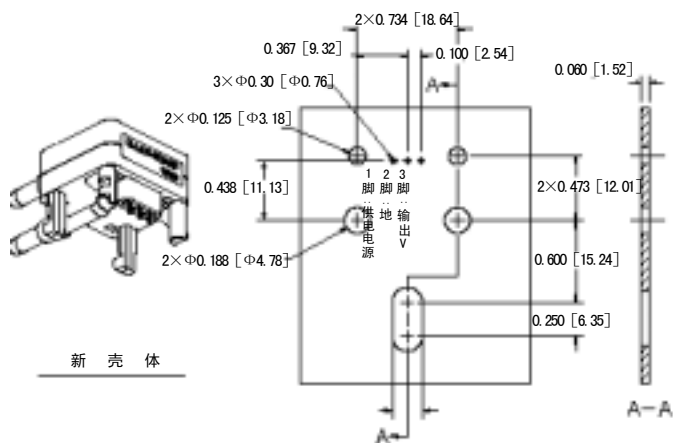 2×0.734 [18.64]
0.367 [9.32]
0.100 [2.54]
0.060 [1.52]
3×Φ0.30 [Φ0.76]
A
2×Φ0.125 [Φ3.18]
0.438 [11.13]
1脚:供电电源
2脚:地
3脚:输出V
2×0.473 [12.01]
2×Φ0.188 [Φ4.78]
0.600 [15.24]
0.250 [6.35]
新壳体
A
A-A